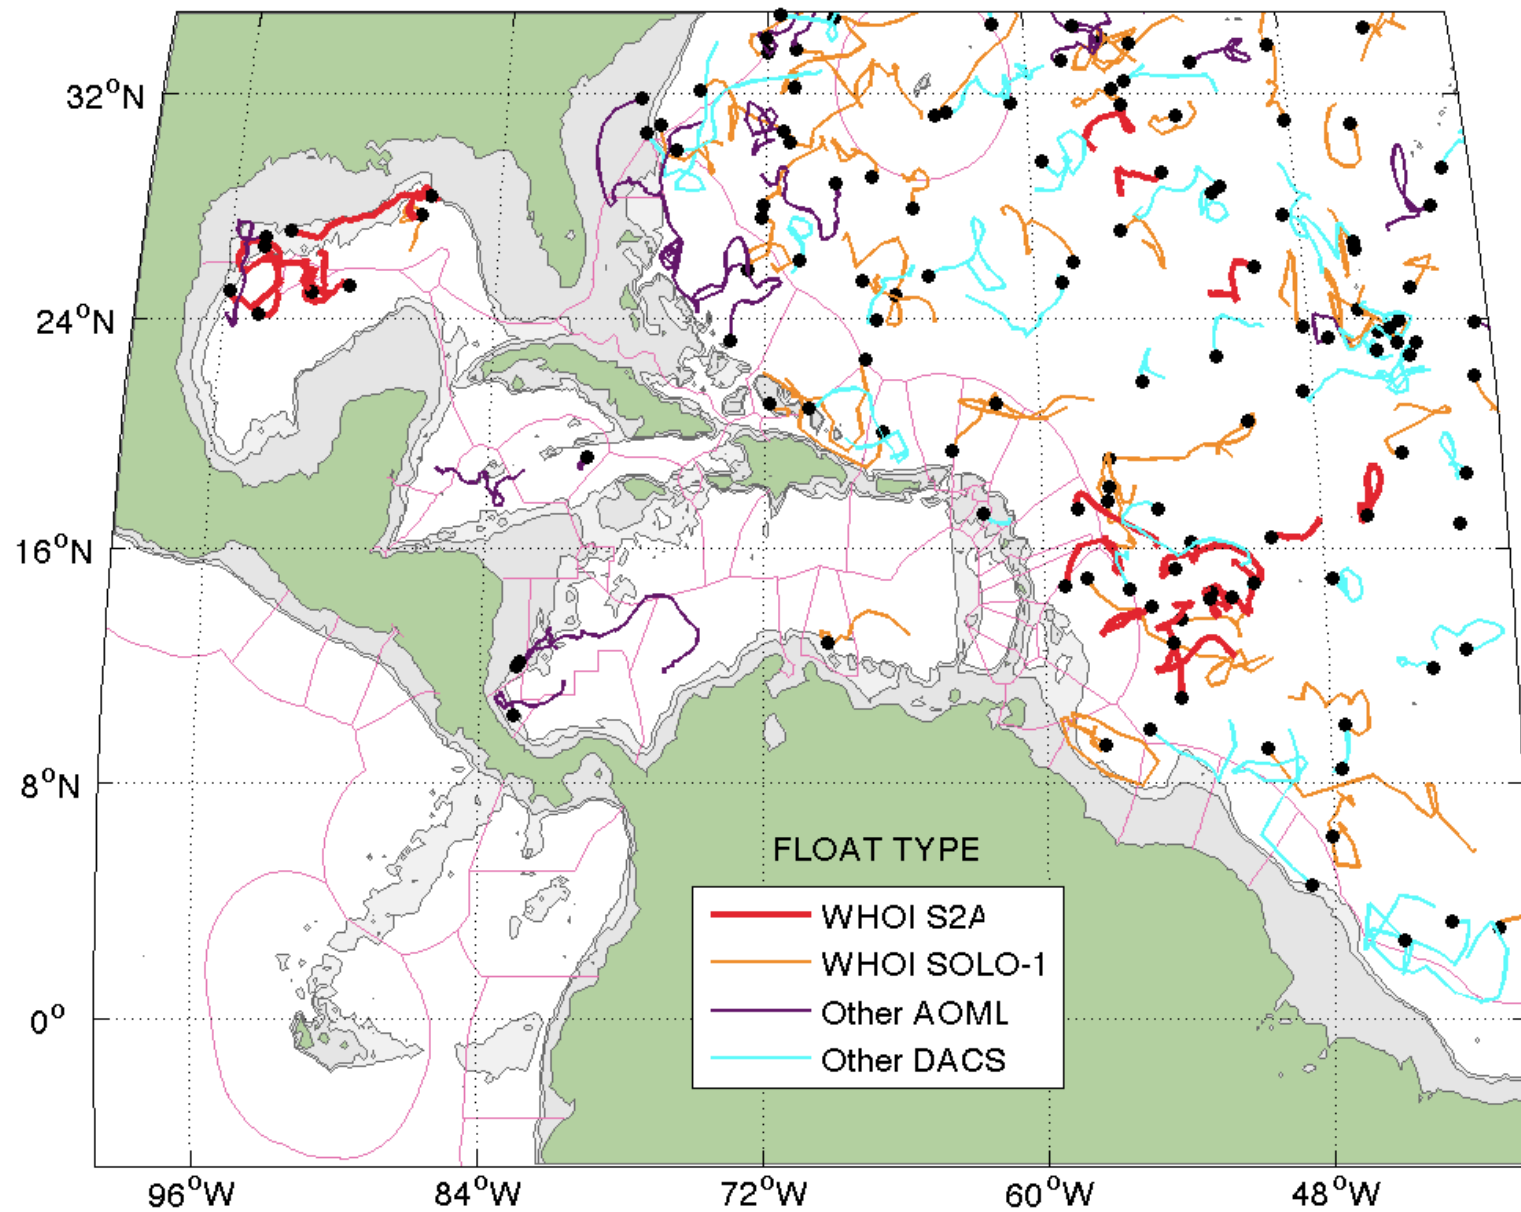 32°N
24°N
16°N
8°N
0°
FLOAT TYPE
WHOI S2A
WHOI SOLO-1
Other AOML
Other DACS
96°W 84°W 72°W 60°W 48°W